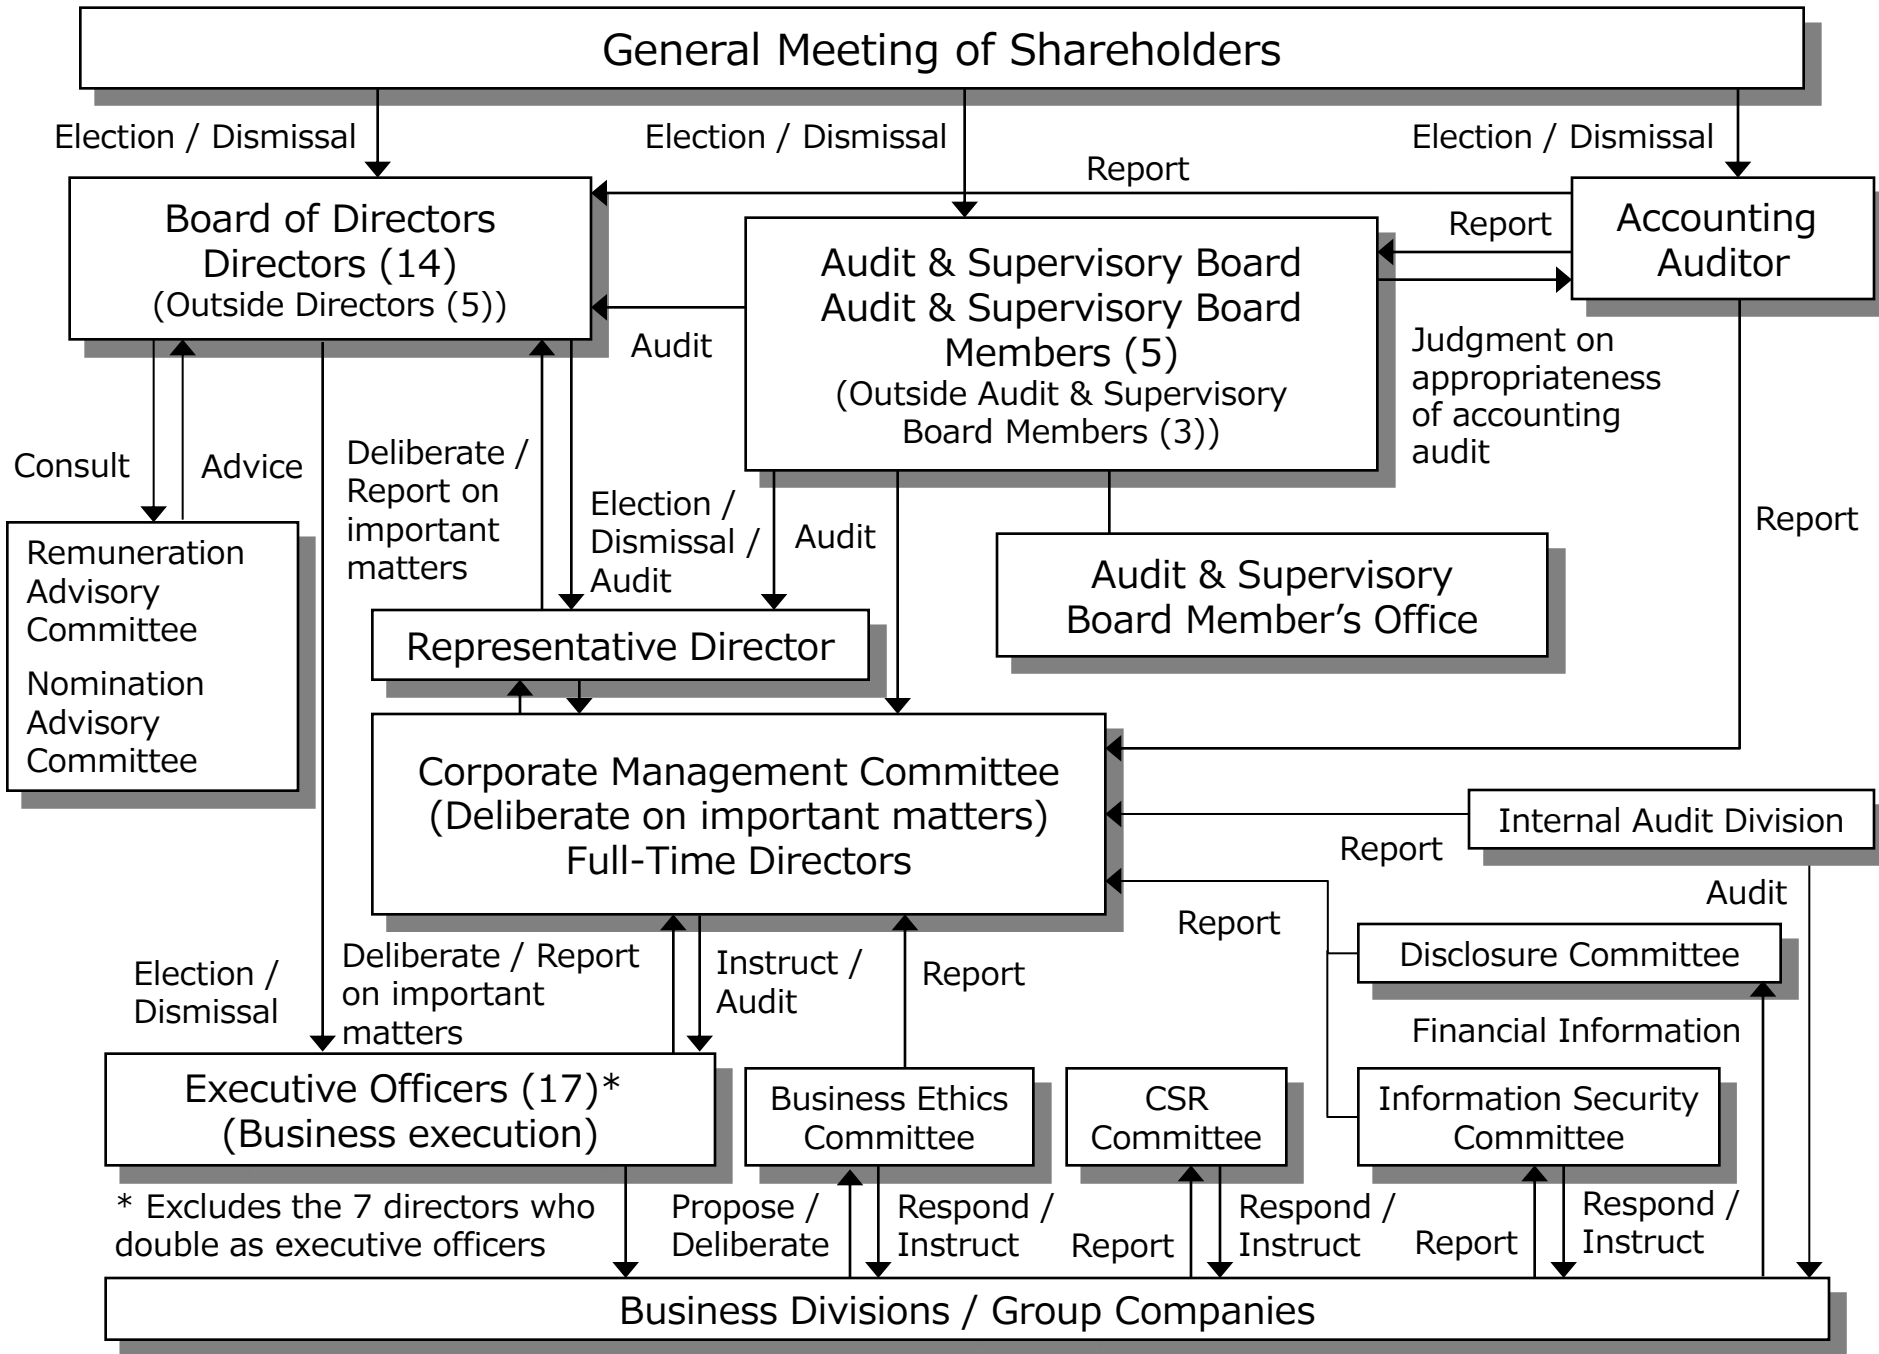 General Meeting of Shareholders
Election / Dismissal
Election / Dismissal
Election / Dismissal
Report
Board of Directors
Directors (14)
(Outside Directors (5))
Audit & Supervisory Board
Audit & Supervisory Board
Members (5)
(Outside Audit & Supervisory
Board Members (3))
Report
Accounting
Auditor
Audit
Judgment on
appropriateness
of accounting
audit
Consult
Advice
Deliberate /
Report on
important
matters
Election /
Dismissal /
Audit
Audit
Report
Remuneration
Advisory
Committee
Nomination
Advisory
Committee
Audit & Supervisory
Board Member’s Office
Representative Director
Corporate Management Committee
(Deliberate on important matters)
Full-Time Directors
Internal Audit Division
Report
Audit
Report
Disclosure Committee
Election /
Dismissal
Deliberate / Report
on important
matters
Instruct /
Audit
Report
Financial Information
Executive Officers (17)*
(Business execution)
Business Ethics
Committee
CSR
Committee
Information Security
Committee
* Excludes the 7 directors who
double as executive officers
Propose /
Deliberate
Respond /
Instruct
Report
Respond /
Instruct
Report
Respond /
Instruct
Business Divisions / Group Companies